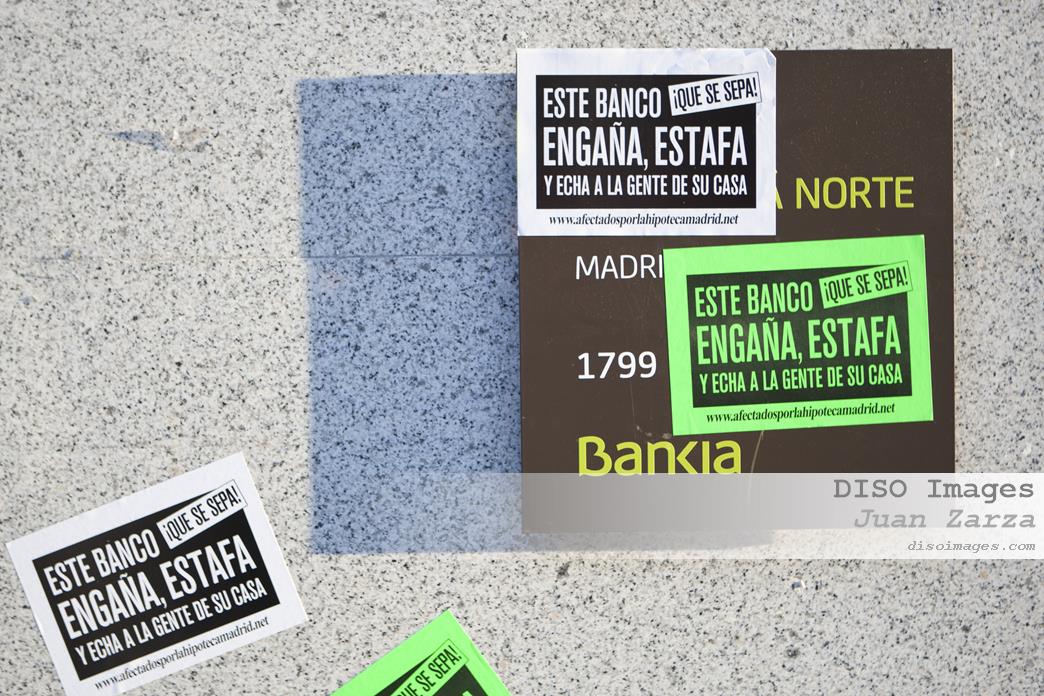 ESTE BANCO ¡QUE SE SEPA!
ENGAÑA, ESTAFA
Y ECHA A LA GENTE DE SU CASA
www.afectadosporlahipotecamadrid.net
NORTE
MADRI
ESTE BANCO ¡QUE SE SEPA!
ENGAÑA, ESTAFA
Y ECHA A LA GENTE DE SU CASA
www.afectadosporlahipotecamadrid.net
1799
Bankia
DISO Images
Juan Zarza
disoimages.com
ESTE BANCO ¡QUE SE SEPA!
ENGAÑA, ESTAFA
Y ECHA A LA GENTE DE SU CASA
www.afectadosporlahipotecamadrid.net
¡QUE SE SEPA!